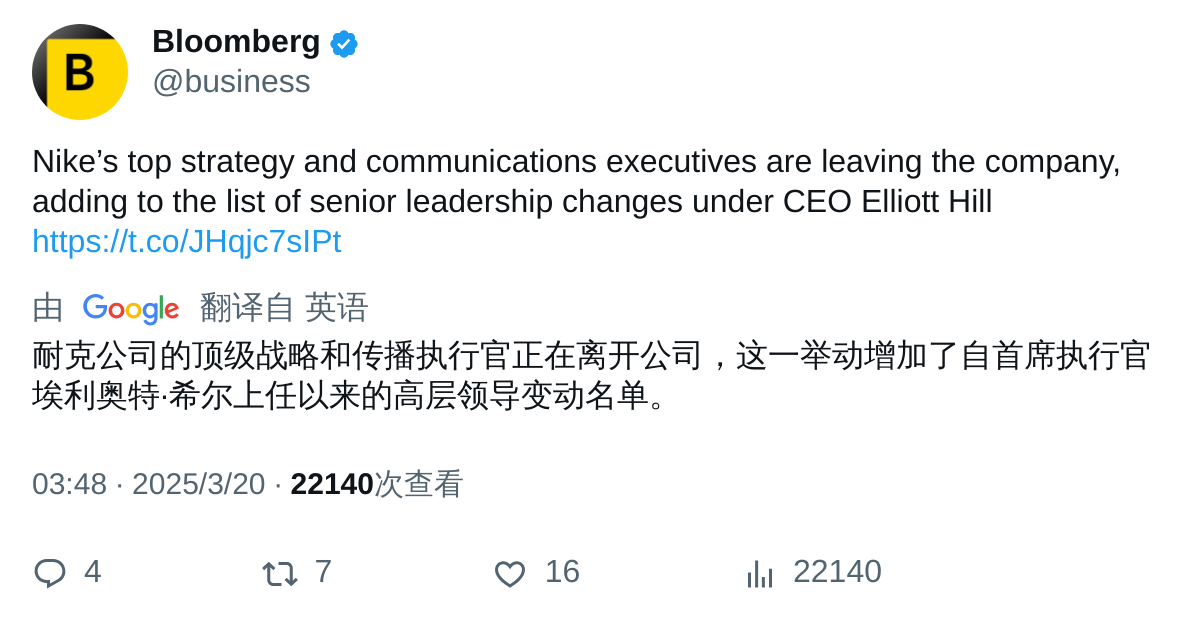 B
Bloomberg
@business
Nike’s top strategy and communications executives are leaving the company,
adding to the list of senior leadership changes under CEO Elliott Hill
https://t.co/JHqjc7sIPt
由 Google 翻译自 英语
耐克公司的顶级战略和传播执行官正在离开公司，这一举动增加了自首席执行官
埃利奥特·希尔上任以来的高层领导变动名单。
03:48 · 2025/3/20 · 22140次查看
4 7 16 22140